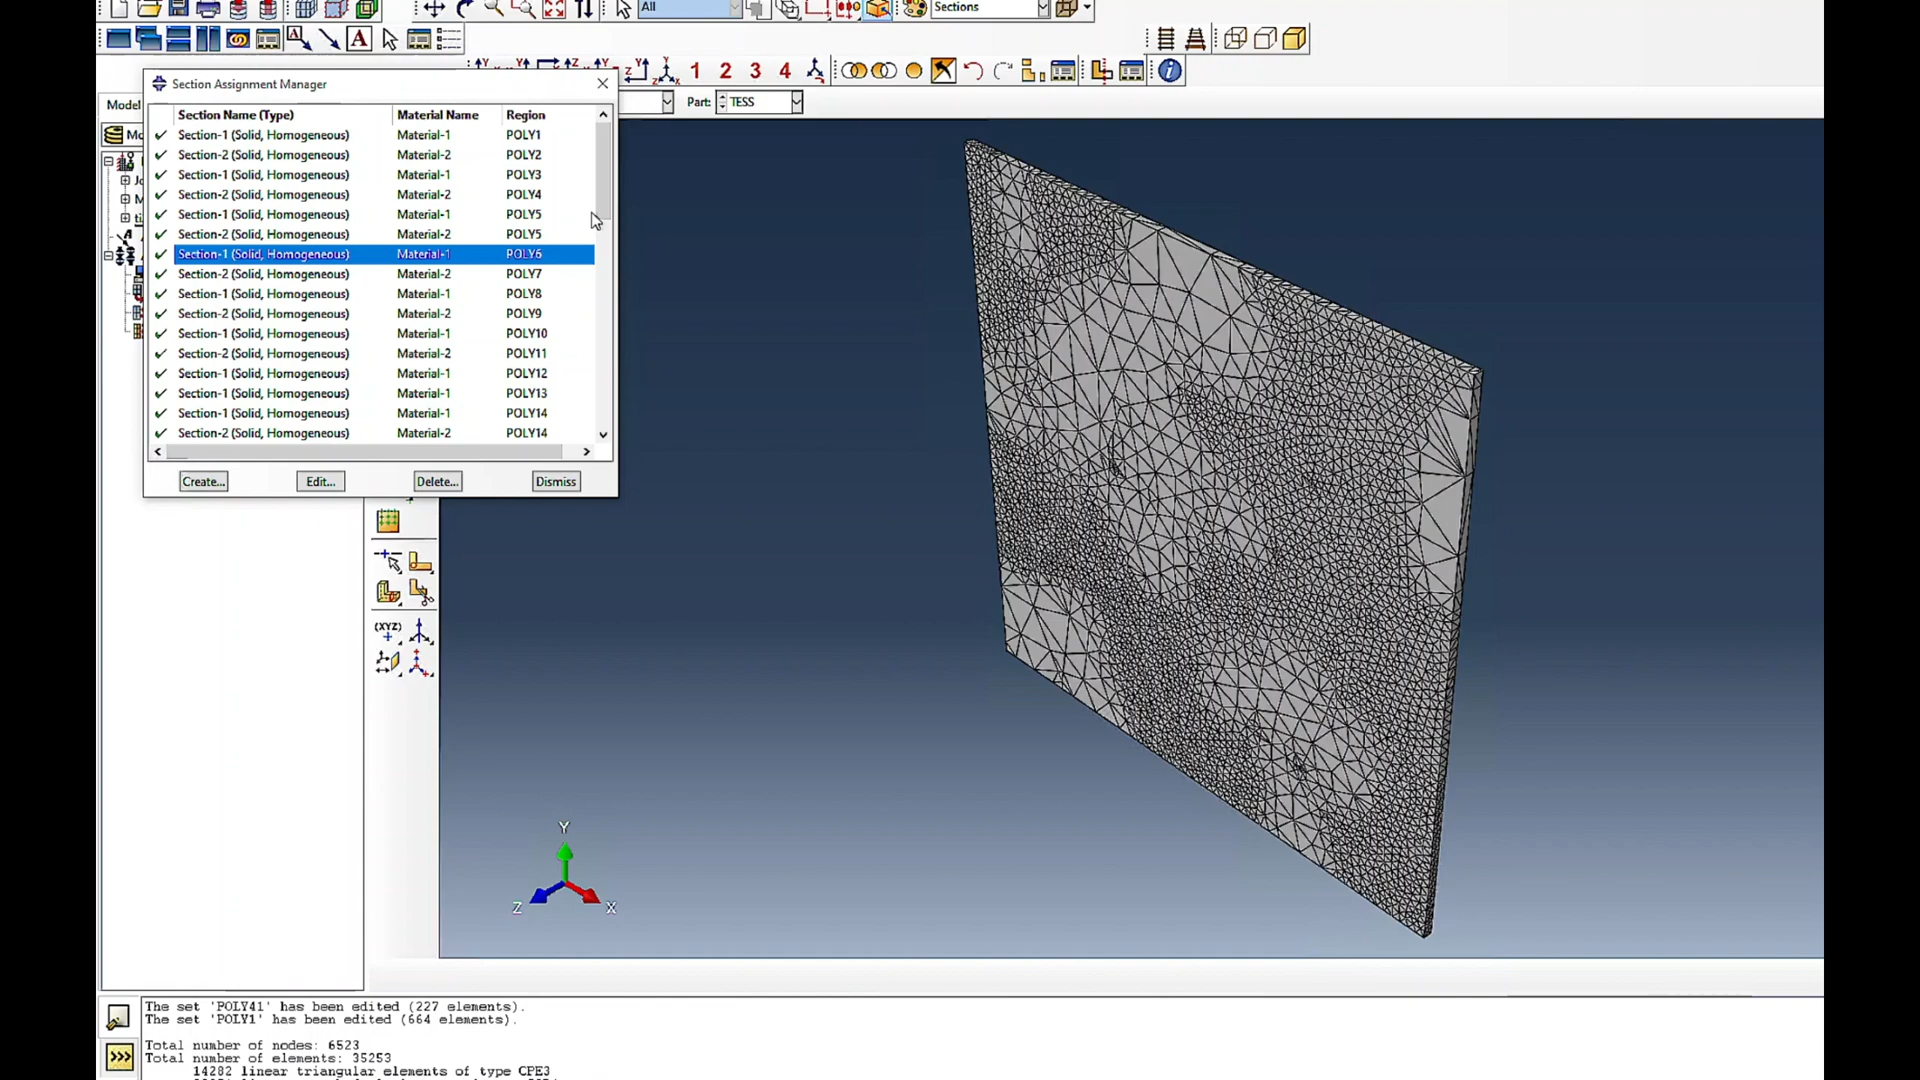 All
Sections
A
1 2 3 4
Section Assignment Manager
Model
Part: TESS
Section Name (Type) Material Name Region
Section-1 (Solid, Homogeneous) Material-1 POLY1
Section-2 (Solid, Homogeneous) Material-2 POLY2
Section-1 (Solid, Homogeneous) Material-1 POLY3
Section-2 (Solid, Homogeneous) Material-2 POLY4
Section-1 (Solid, Homogeneous) Material-1 POLY5
Section-2 (Solid, Homogeneous) Material-2 POLY5
Section-1 (Solid, Homogeneous) Material-1 POLY6
Section-2 (Solid, Homogeneous) Material-2 POLY7
Section-1 (Solid, Homogeneous) Material-1 POLY8
Section-2 (Solid, Homogeneous) Material-2 POLY9
Section-1 (Solid, Homogeneous) Material-1 POLY10
Section-2 (Solid, Homogeneous) Material-2 POLY11
Section-1 (Solid, Homogeneous) Material-1 POLY12
Section-1 (Solid, Homogeneous) Material-1 POLY13
Section-1 (Solid, Homogeneous) Material-1 POLY14
Section-2 (Solid, Homogeneous) Material-2 POLY14
Create... Edit... Delete... Dismiss
(XYZ)
Y
Z X
The set 'POLY41' has been edited (227 elements).
The set 'POLY1' has been edited (664 elements).
Total number of nodes: 6523
Total number of elements: 35253
14282 linear triangular elements of type CPE3